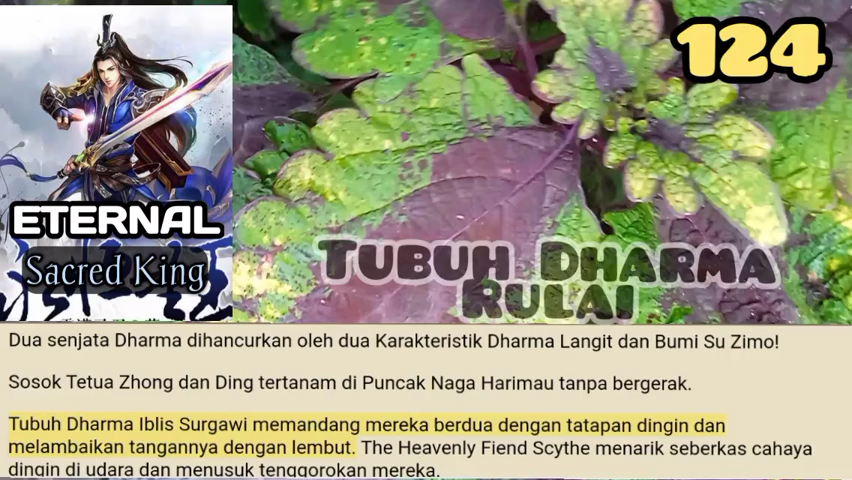 124
ETERNAL
Sacred King
TUBUH DHARMA
RULAI
Dua senjata Dharma dihancurkan oleh dua Karakteristik Dharma Langit dan Bumi Su Zimo!
Sosok Tetua Zhong dan Ding tertanam di Puncak Naga Harimau tanpa bergerak.
Tubuh Dharma Iblis Surgawi memandang mereka berdua dengan tatapan dingin dan
melambaikan tangannya dengan lembut. The Heavenly Fiend Scythe menarik seberkas cahaya
dingin di udara dan menusuk tenggorokan mereka.